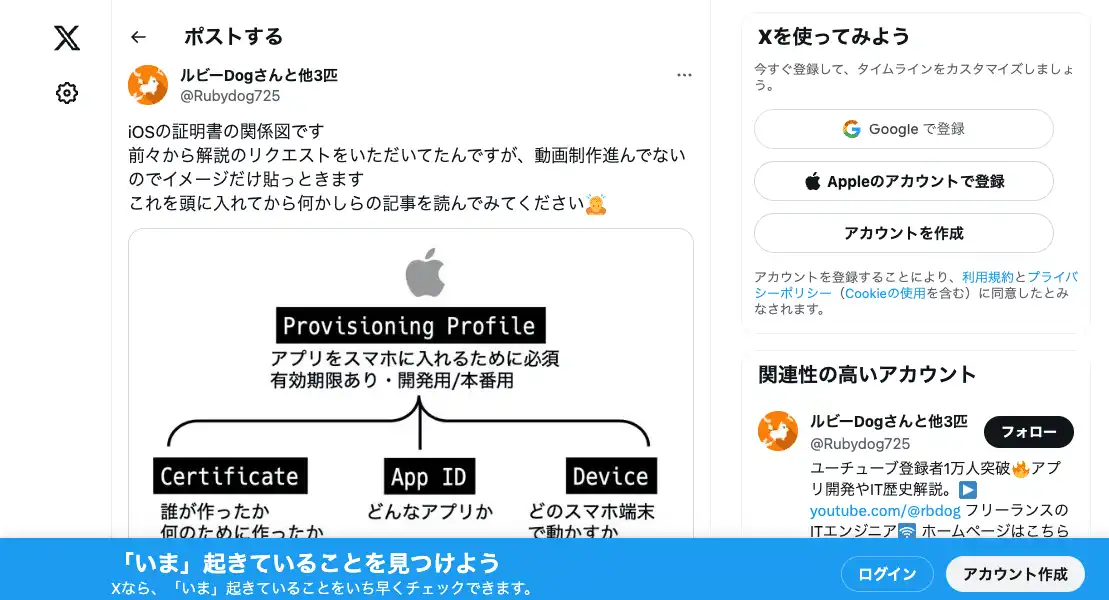 ポストする
ルビーDogさんと他3匹
@Rubydog725
iOSの証明書の関係図です
前々から解説のリクエストをいただいてたんですが、動画制作進んでない
のでイメージだけ貼っときます
これを頭に入れてから何かしらの記事を読んでみてください🙇
Provisioning Profile
アプリをスマホに入れるために必須
有効期限あり・開発用/本番用
Certificate
App ID
Device
誰が作ったか
何のために作ったか
どんなアプリか
どのスマホ端末
で動かすか
Xを使ってみよう
今すぐ登録して、タイムラインをカスタマイズしましょ
う。
Google で登録
Appleのアカウントで登録
アカウントを作成
アカウントを登録することにより、利用規約とプライバ
シーポリシー（Cookieの使用を含む）に同意したとみ
なされます。
関連性の高いアカウント
ルビーDogさんと他3匹
@Rubydog725
フォロー
ユーチューブ登録者1万人突破🔥アプ
リ開発やIT歴史解説。▶️
youtube.com/@rbdog フリーランスの
ITエンジニア🛜 ホームページはこちら
「いま」起きていることを見つけよう
Xなら、「いま」起きていることをいち早くチェックできます。
ログイン
アカウント作成